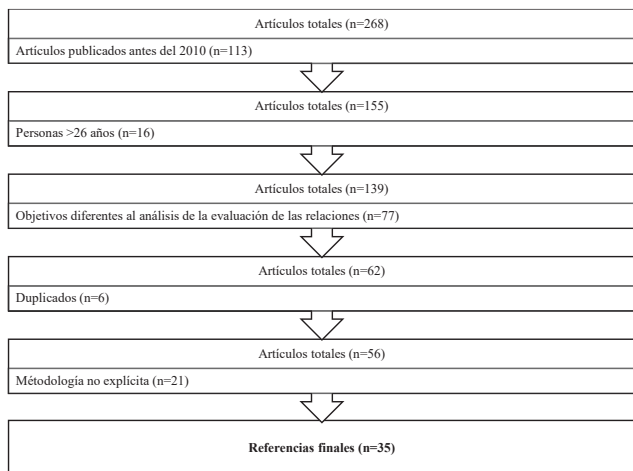 Artículos totales (n=268)
Artículos publicados antes del 2010 (n=113)
Artículos totales (n=155)
Personas >26 años (n=16)
Artículos totales (n=139)
Objetivos diferentes al análisis de la evaluación de las relaciones (n=77)
Artículos totales (n=62)
Duplicados (n=6)
Artículos totales (n=56)
Métodología no explícita (n=21)
Referencias finales (n=35)